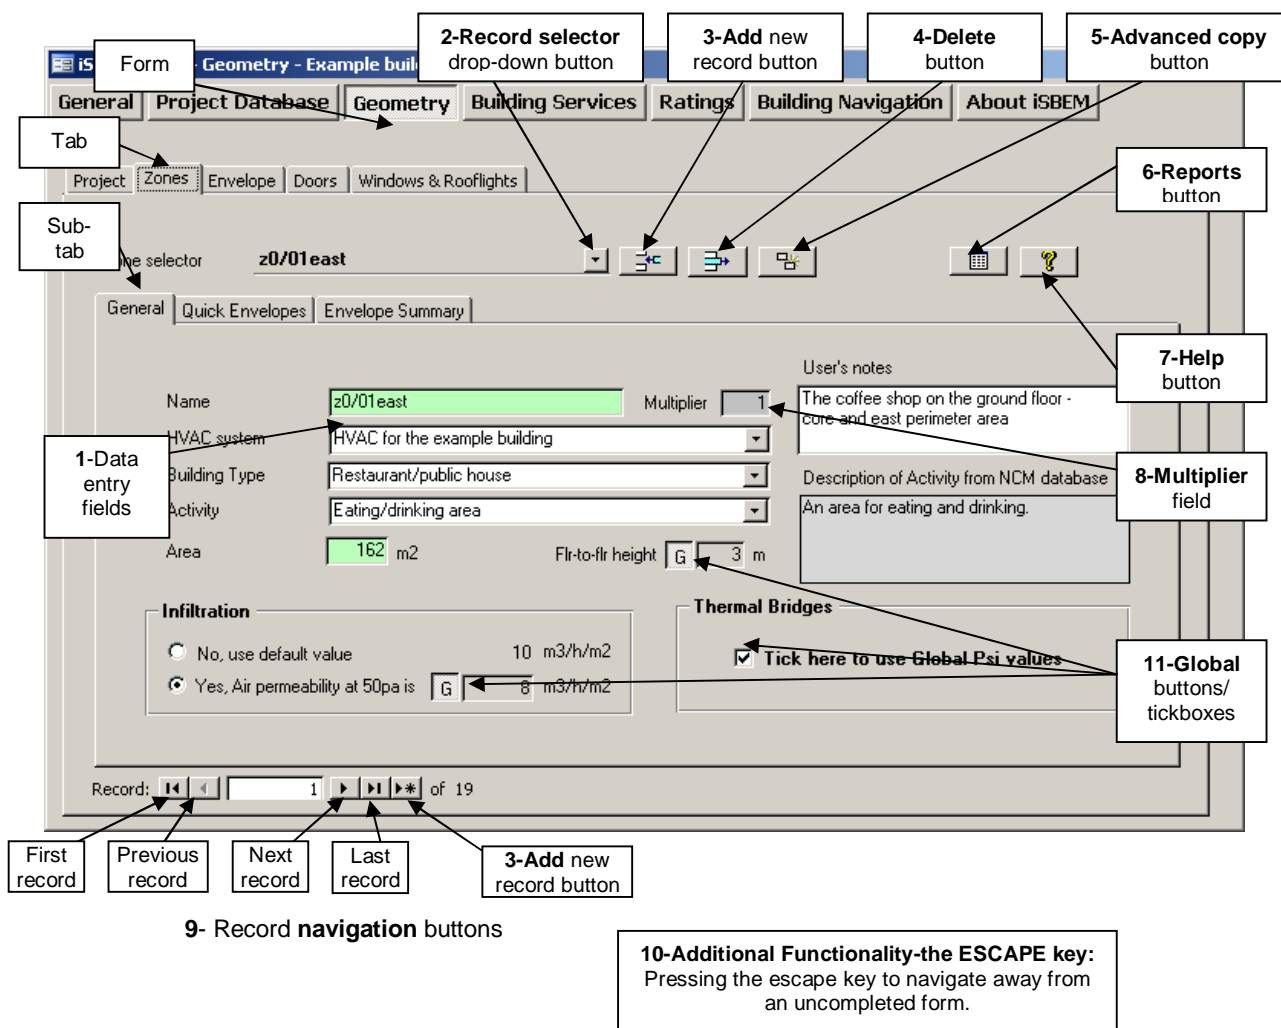 2-Record selector
drop-down button
3-Add new
record button
4-Delete
button
5-Advanced copy
button
Form
Geometry - Example buil
General Project Database Geometry Building Services Ratings Building Navigation About iSBEM
Tab
Project Zones Envelope Doors Windows & Rooflights
6-Reports
button
Sub-
tab
selector z0/01east
General Quick Envelopes Envelope Summary
7-Help
button
User's notes
Name z0/01east Multiplier 1
The coffee shop on the ground floor -
core and east perimeter area
HVAC system HVAC for the example building
1-Data
entry
fields
Building Type Restaurant/public house
Description of Activity from NCM database
8-Multiplier
field
Activity Eating/drinking area
An area for eating and drinking.
Area 162 m2 Flr-to-flr height G 3 m
Infiltration
Thermal Bridges
No, use default value 10 m3/h/m2
Tick here to use Global Psi values
Yes, Air permeability at 50pa is G 8 m3/h/m2
11-Global
buttons/
tickboxes
Record: 1 of 19
First
record
Previous
record
Next
record
Last
record
3-Add new
record button
9- Record navigation buttons
10-Additional Functionality-the ESCAPE key:
Pressing the escape key to navigate away from
an uncompleted form.